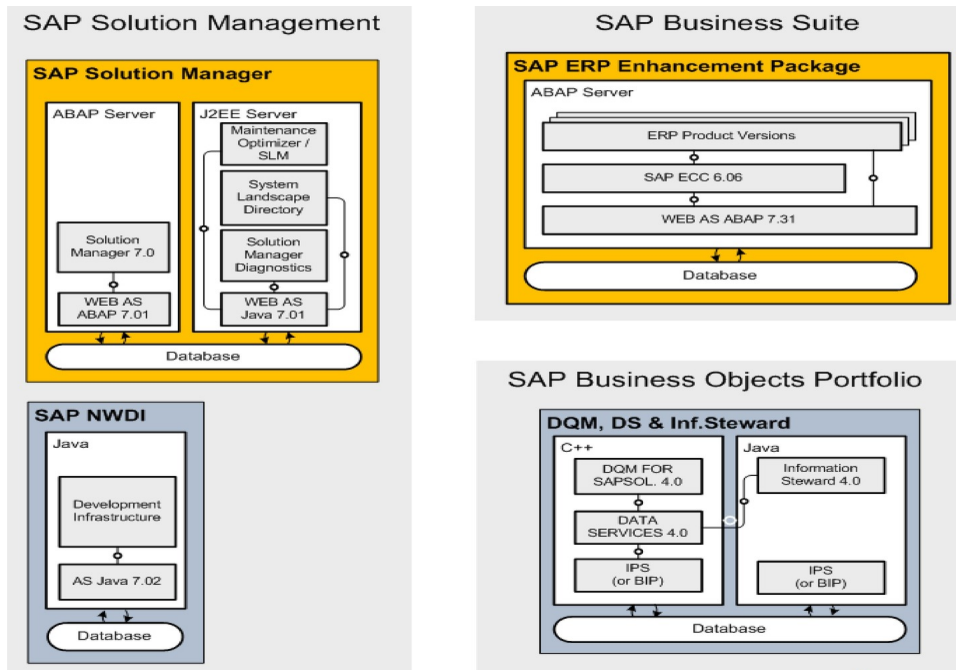 SAP Solution Management
SAP Solution Manager
ABAP Server
Solution
Manager 7.0
WEB AS
ABAP 7.01
J2EE Server
Maintenance
Optimizer /
SLM
System
Landscape
Directory
Solution
Manager
Diagnostics
WEB AS
Java 7.01
Database
SAP NWDI
Java
Development
Infrastructure
AS Java 7.02
Database
SAP Business Suite
SAP ERP Enhancement Package
ABAP Server
ERP Product Versions
SAP ECC 6.06
WEB AS ABAP 7.31
Database
SAP Business Objects Portfolio
DQM, DS & Inf.Steward
C++
DQM FOR
SAPSOL. 4.0
DATA
SERVICES 4.0
IPS
(or BIP)
Java
Information
Steward 4.0
IPS
(or BIP)
Database